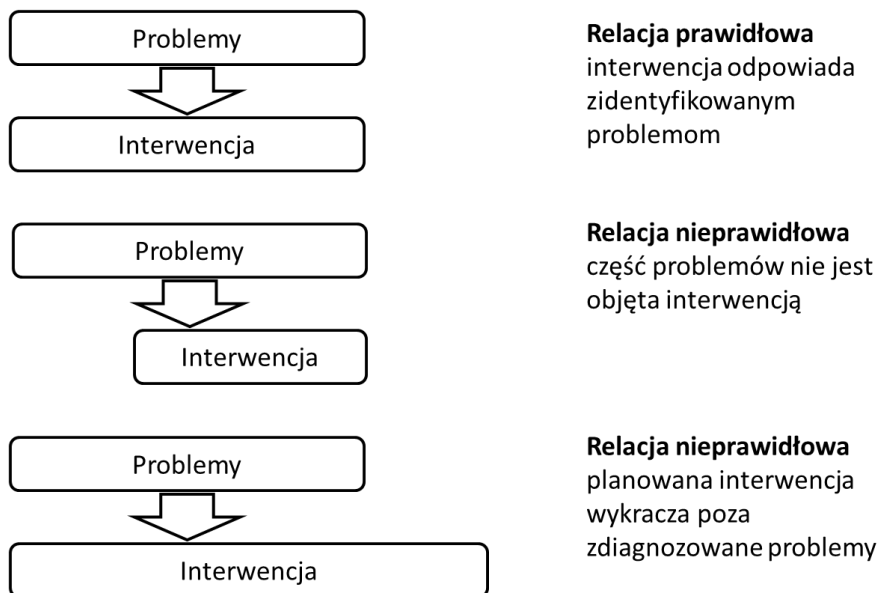 Problemy
Interwencja
Relacja prawidłowa
interwencja odpowiada
zidentyfikowanym
problemom
Problemy
Interwencja
Relacja nieprawidłowa
część problemów nie jest
objęta interwencją
Problemy
Interwencja
Relacja nieprawidłowa
planowana interwencja
wykracza poza
zdiagnozowane problemy